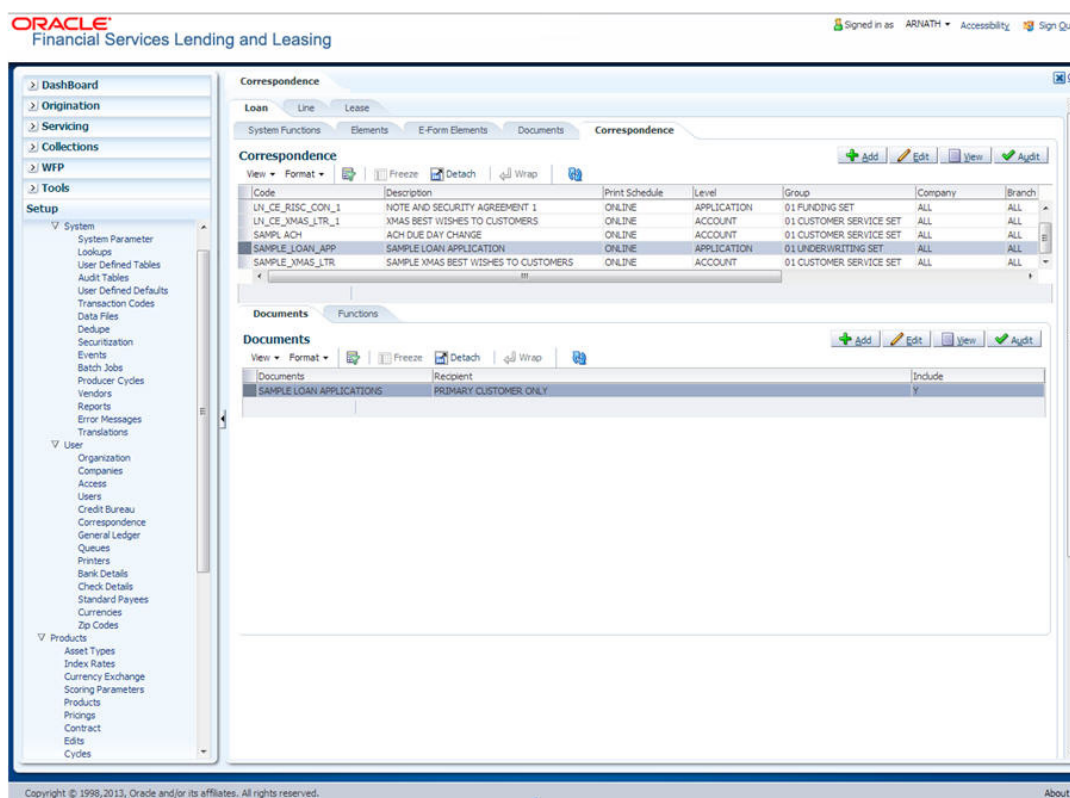 ORACLE
Financial Services Lending and Leasing
Signed in as ARNATH Accessibility Sign Ou
DashBoard
Origination
Servicing
Collections
WFP
Tools
Setup
System
System Parameter
Lookups
User Defined Tables
Audit Tables
User Defined Defaults
Transaction Codes
Data Files
Dedupe
Securitization
Events
Batch Jobs
Producer Cycles
Vendors
Reports
Error Messages
Translations
User
Organization
Companies
Access
Users
Credit Bureau
Correspondence
General Ledger
Queues
Printers
Bank Details
Check Details
Standard Payees
Currencies
Zip Codes
Products
Asset Types
Index Rates
Currency Exchange
Scoring Parameters
Products
Pricings
Contract
Edits
Cycles
Correspondence
Loan Line Lease
System Functions Elements E-Form Elements Documents Correspondence
Correspondence
Add Edit View Audit
View Format Freeze Detach Wrap
Code Description Print Schedule Level Group Company Branch
LN_CE_RISC_CON_1 NOTE AND SECURITY AGREEMENT 1 ONLINE APPLICATION 01 FUNDING SET ALL ALL
LN_CE_XMAS_LTR_1 XMAS BEST WISHES TO CUSTOMERS ONLINE ACCOUNT 01 CUSTOMER SERVICE SET ALL ALL
SAMPL ACH ACH DUE DAY CHANGE ONLINE ACCOUNT 01 CUSTOMER SERVICE SET ALL ALL
SAMPLE_LOAN_APP SAMPLE LOAN APPLICATION ONLINE APPLICATION 01 UNDERWRITING SET ALL ALL
SAMPLE_XMAS_LTR SAMPLE XMAS BEST WISHES TO CUSTOMERS ONLINE ACCOUNT 01 CUSTOMER SERVICE SET ALL ALL
Documents Functions
Documents
Add Edit View Audit
View Format Freeze Detach Wrap
Documents Recipient Include
SAMPLE LOAN APPLICATIONS PRIMARY CUSTOMER ONLY Y
Copyright © 1998,2013, Oracle and/or its affiliates. All rights reserved.
About